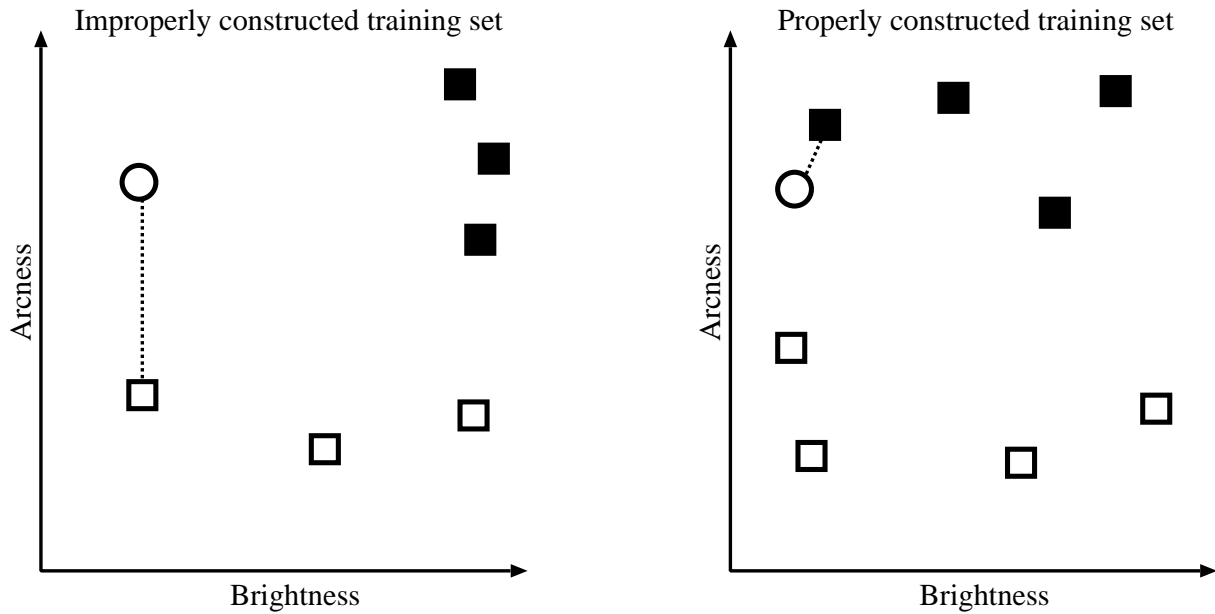 Improperly constructed training set
Arcness
Brightness
Properly constructed training set
Arcness
Brightness